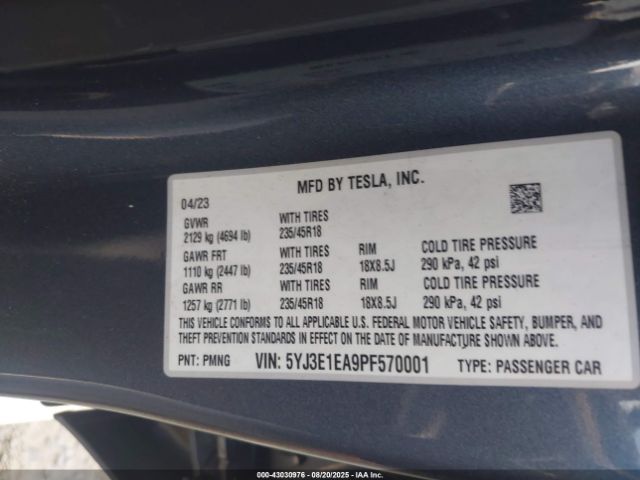 MFD BY TESLA, INC.
04/23
GVWR WITH TIRES
2129 kg (4694 lb) 235/45R18
GAWR FRT WITH TIRES RIM COLD TIRE PRESSURE
1110 kg (2447 lb) 235/45R18 18X8.5J 290 kPa, 42 psi
GAWR RR WITH TIRES RIM COLD TIRE PRESSURE
1257 kg (2771 lb) 235/45R18 18X8.5J 290 kPa, 42 psi
THIS VEHICLE CONFORMS TO ALL APPLICABLE U.S. FEDERAL MOTOR VEHICLE SAFETY, BUMPER, AND
THEFT PREVENTION STANDARDS IN EFFECT ON THE DATE OF MANUFACTURE SHOWN ABOVE.
PNT: PMNG VIN: 5YJ3E1EA9PF570001 TYPE: PASSENGER CAR
000-43030976 - 08/20/2025 - IAAI.COM